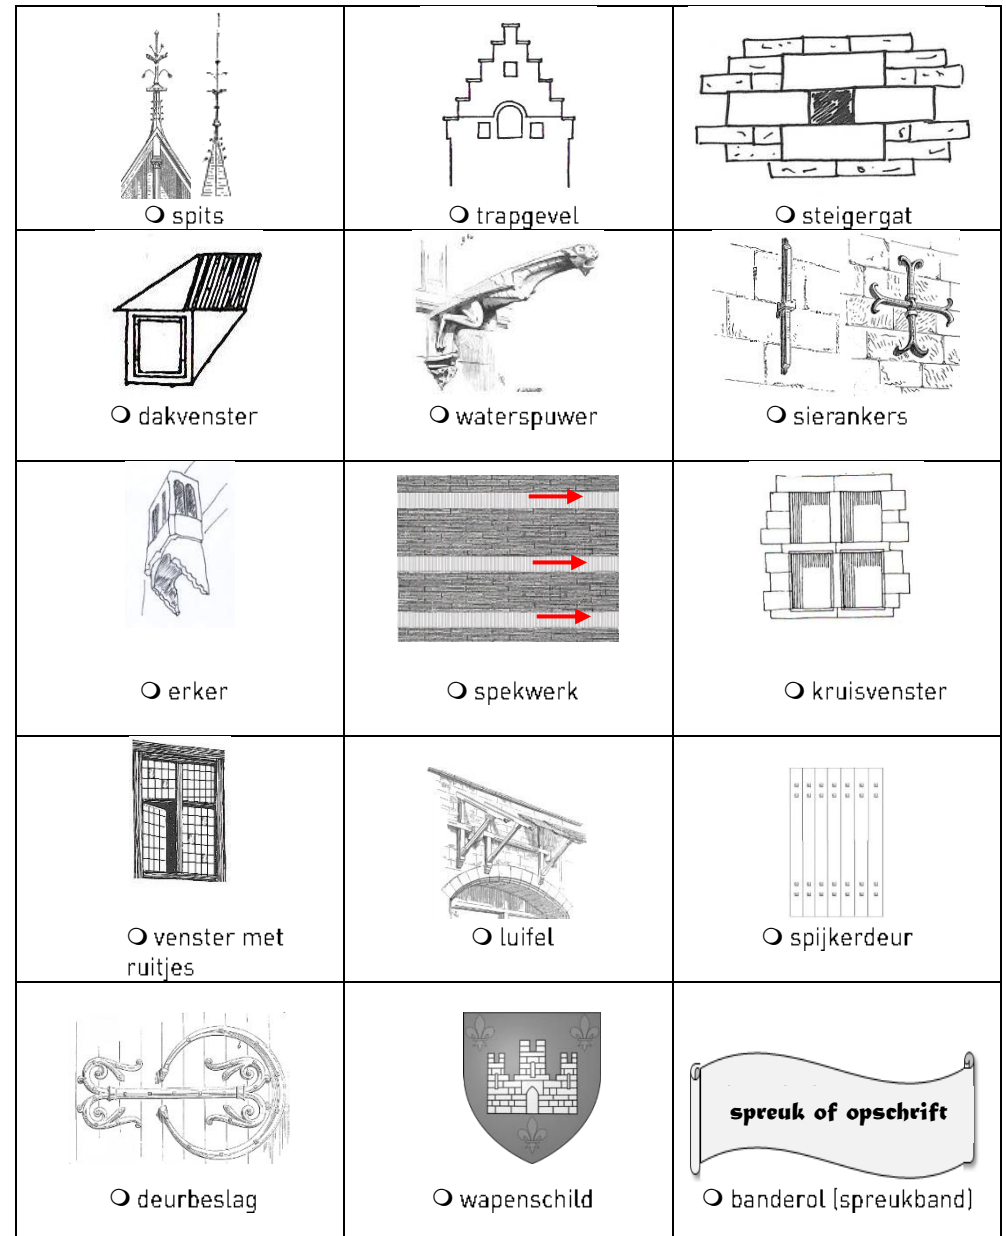 spits
trapgevel
steigergat
dakvenster
waterspuwer
sierankers
erker
spekwerk
kruisvenster
venster met
ruitjes
luifel
spijkerdeur
deurbeslag
wapenschild
spreuk of opschrift
banderol (spreukband)